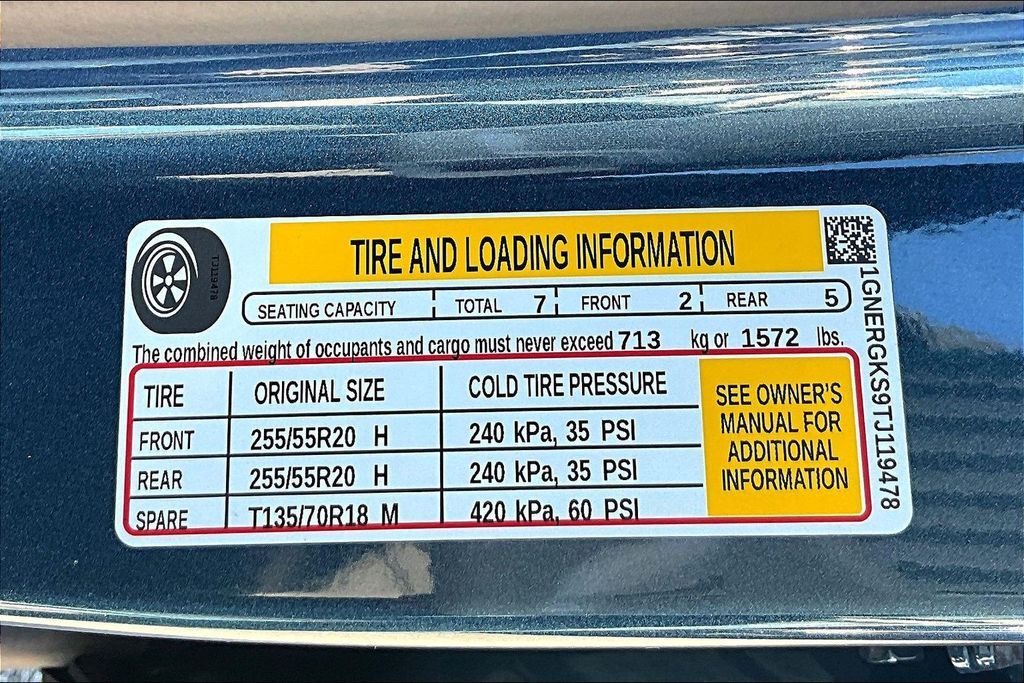 TIRE AND LOADING INFORMATION
TJ119478
SEATING CAPACITY TOTAL 7 FRONT 2 REAR 5
The combined weight of occupants and cargo must never exceed 713 kg or 1572 lbs.
TIRE ORIGINAL SIZE COLD TIRE PRESSURE
FRONT 255/55R20 H 240 kPa, 35 PSI
REAR 255/55R20 H 240 kPa, 35 PSI
SPARE T135/70R18 M 420 kPa, 60 PSI
SEE OWNER'S
MANUAL FOR
ADDITIONAL
INFORMATION
1GNERGKS9TJ119478